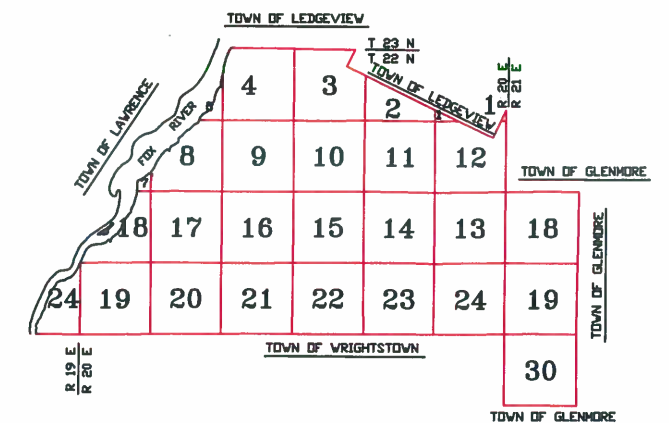 TOWN OF LEDGEVIEW
T 23 N
T 22 N
TOWN OF LEDGEVIEW
R 20 E
R 21 E
TOWN OF LAWRENCE
FOX RIVER
4 3 2 1
8 9 10 11 12
TOWN OF GLENMORE
18 17 16 15 14 13 18
TOWN OF GLENMORE
24 19 20 21 22 23 24 19
R 19 E
R 20 E
TOWN OF WRIGHTSTOWN
30
TOWN OF GLENMORE